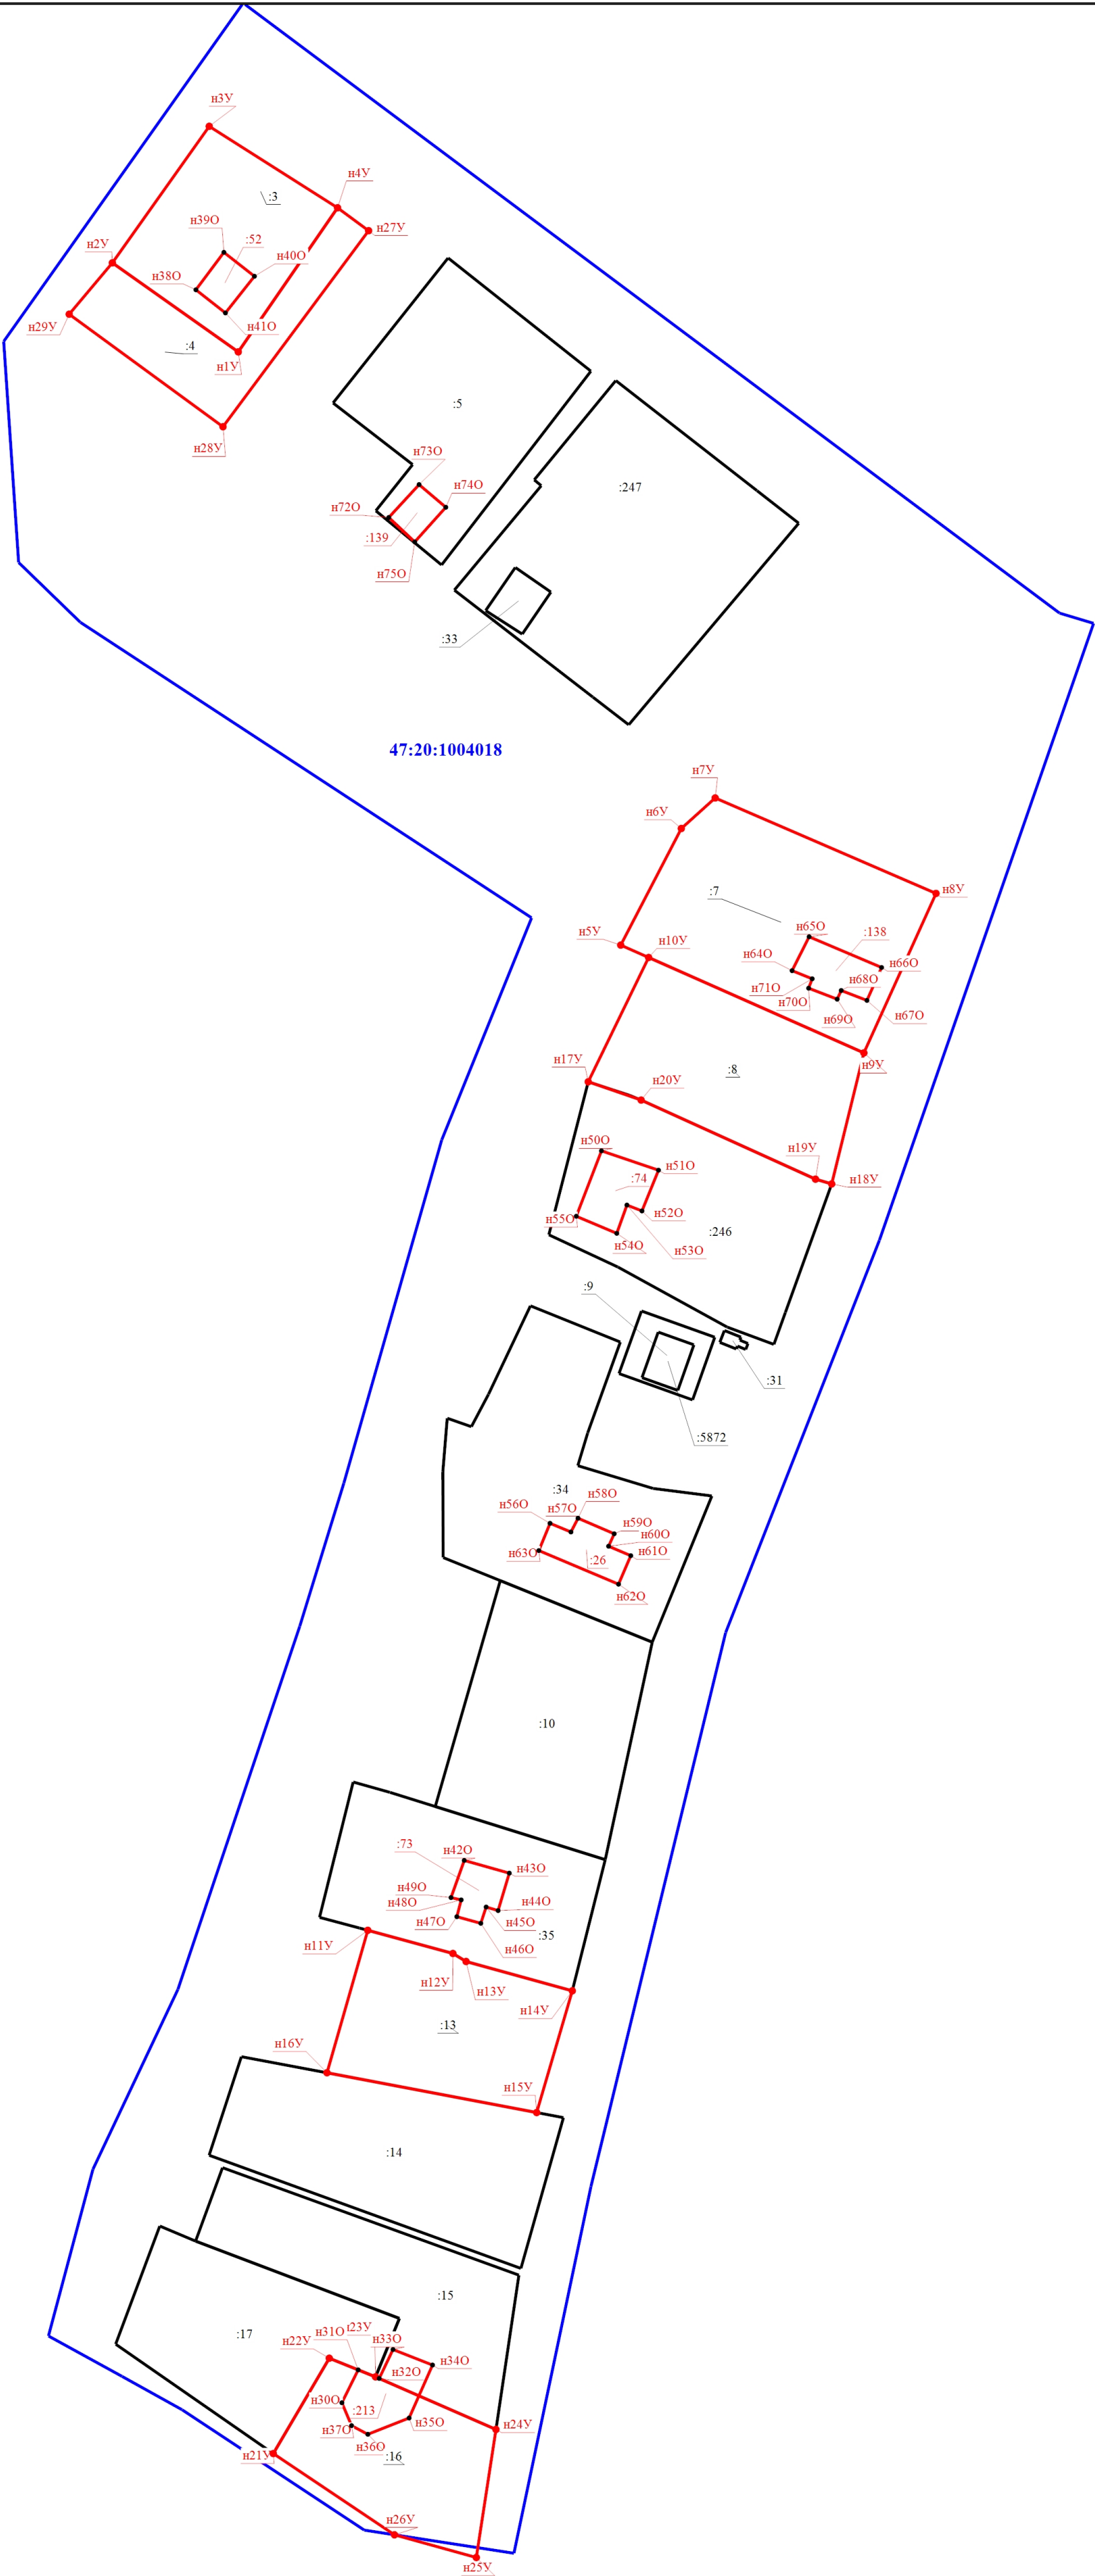 н3У
н4У
:3
н39О
н27У
:52
н2У
н40О
н38О
н41О
н29У
:4
н1У
:5
н28У
н73О
н74О
:247
н72О
:139
н75О
:33
47:20:1004018
н7У
н6У
н8У
:7
н65О
н5У
н10У
:138
н64О
н66О
н68О
н71О
н70О
н67О
н69О
н17У
н9У
:8
н20У
н50О
н19У
н51О
:74
н18У
н55О
н52О
:246
н54О
н53О
:9
:31
:5872
:34
н58О
н56О
н57О
н59О
н60О
н63О
н61О
:26
н62О
:10
:73
н42О
н43О
н49О
н48О
н44О
н47О
н45О
:35
н11У
н46О
н12У
н13У
н14У
:13
н16У
н15У
:14
:15
:17
н31О
23У
н22У
н33О
н34О
н32О
н30О
:213
н35О
н37О
н24У
н36О
н21У
:16
н26У
н25У